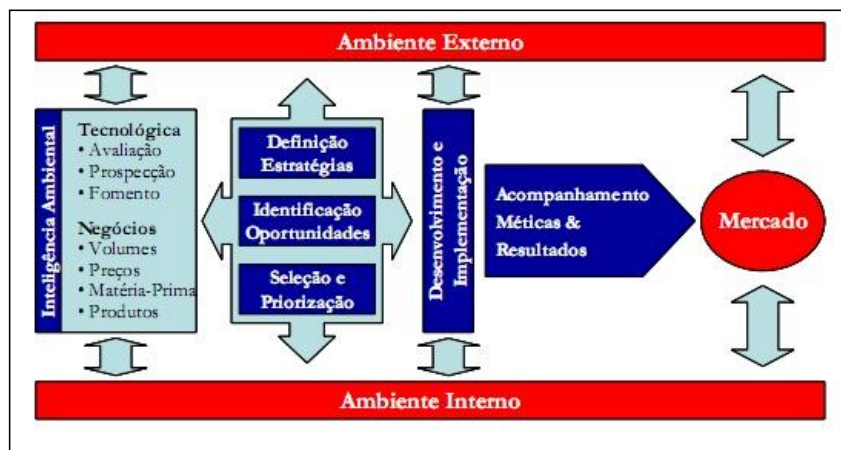 Ambiente Externo
Inteligência Ambiental
Tecnológica
• Avaliação
• Prospecção
• Fomento
Negócios
• Volumes
• Preços
• Matéria-Prima
• Produtos
Definição
Estratégias
Identificação
Oportunidades
Seleção e
Priorização
Desenvolvimento e
Implementação
Acompanhamento
Méticas &
Resultados
Mercado
Ambiente Interno